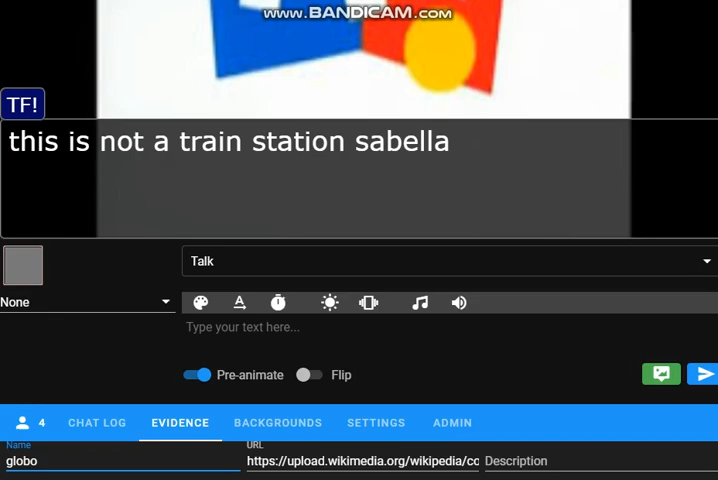 www.BANDICAM.com
TF!
this is not a train station sabella
Talk
None
Type your text here...
Pre-animate Flip
4 CHAT LOG EVIDENCE BACKGROUNDS SETTINGS ADMIN
Name URL
globo https://upload.wikimedia.org/wikipedia/co Description